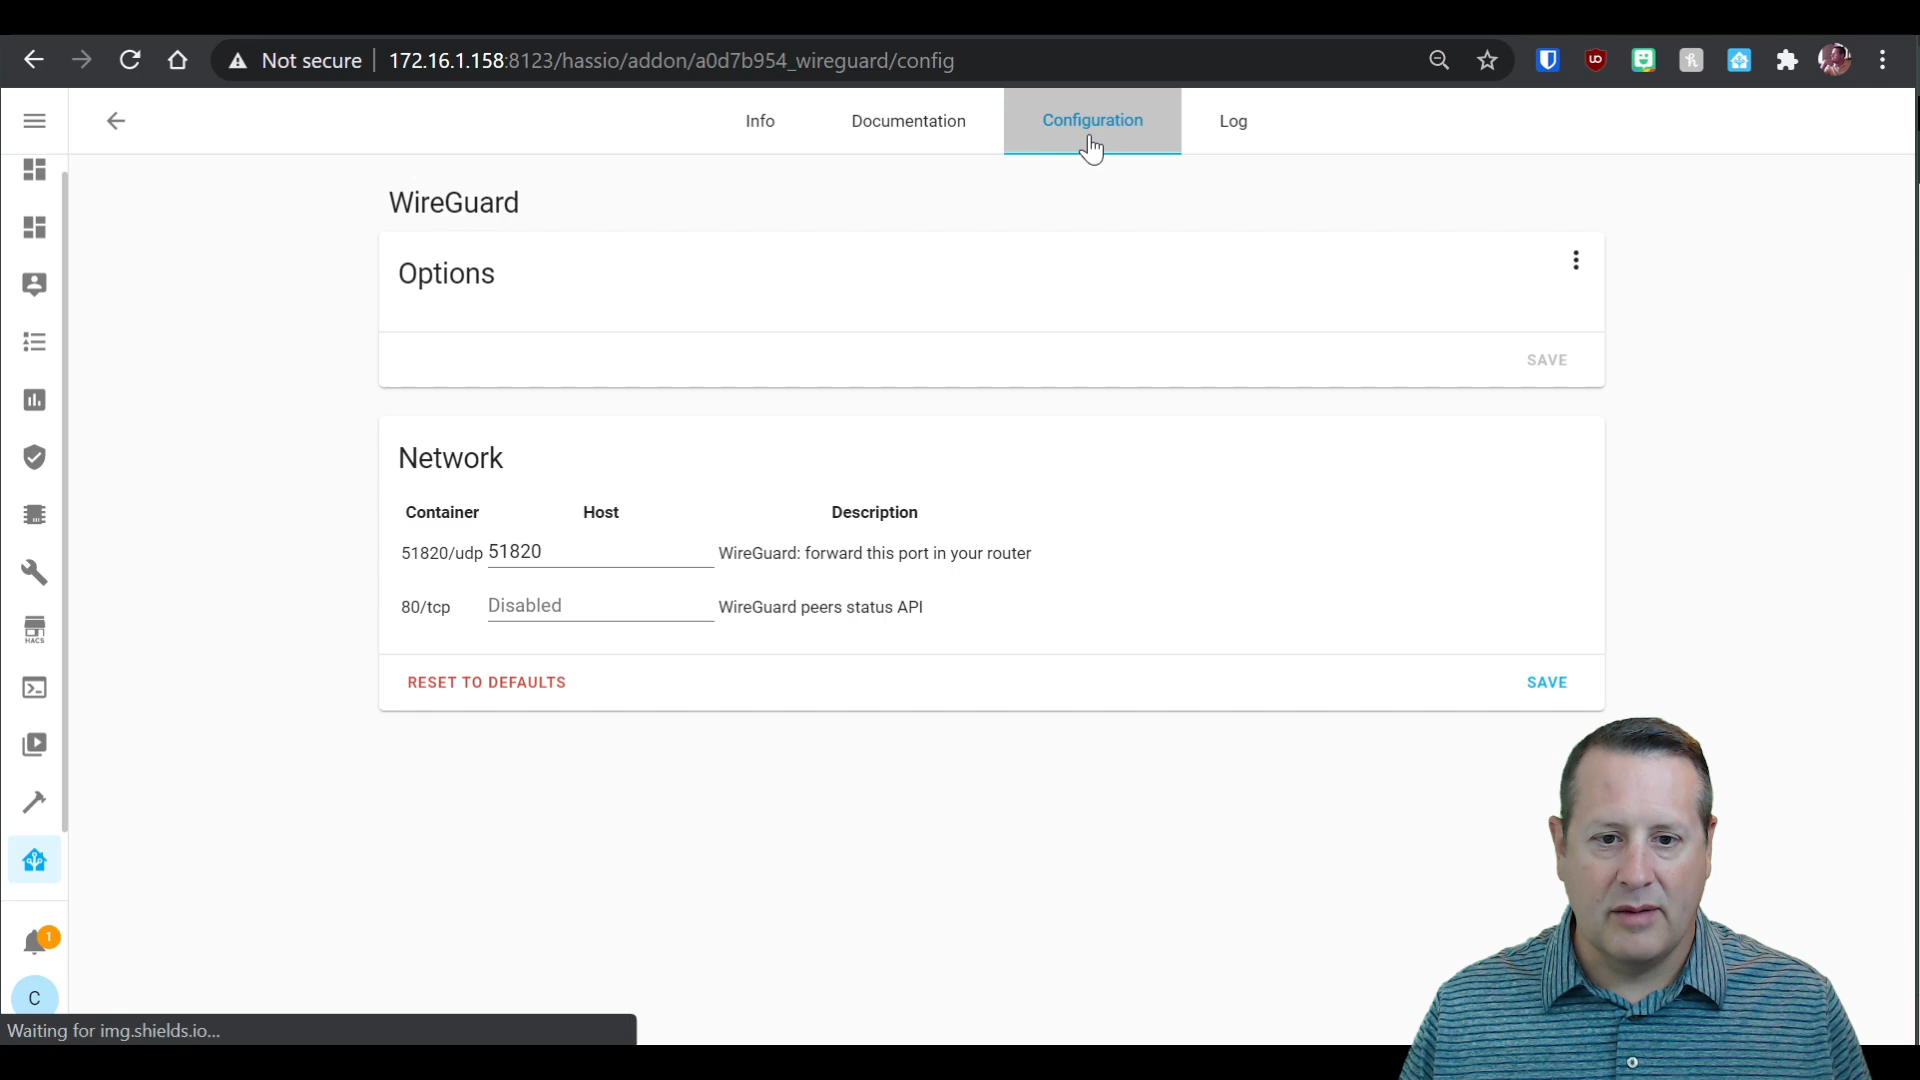 Not secure
172.16.1.158:8123/hassio/addon/a0d7b954_wireguard/config
Info
Documentation
Configuration
Log
WireGuard
Options
SAVE
Network
Container Host Description
51820/udp 51820 WireGuard: forward this port in your router
80/tcp Disabled WireGuard peers status API
RESET TO DEFAULTS
SAVE
HACS
1
C
Waiting for img.shields.io...